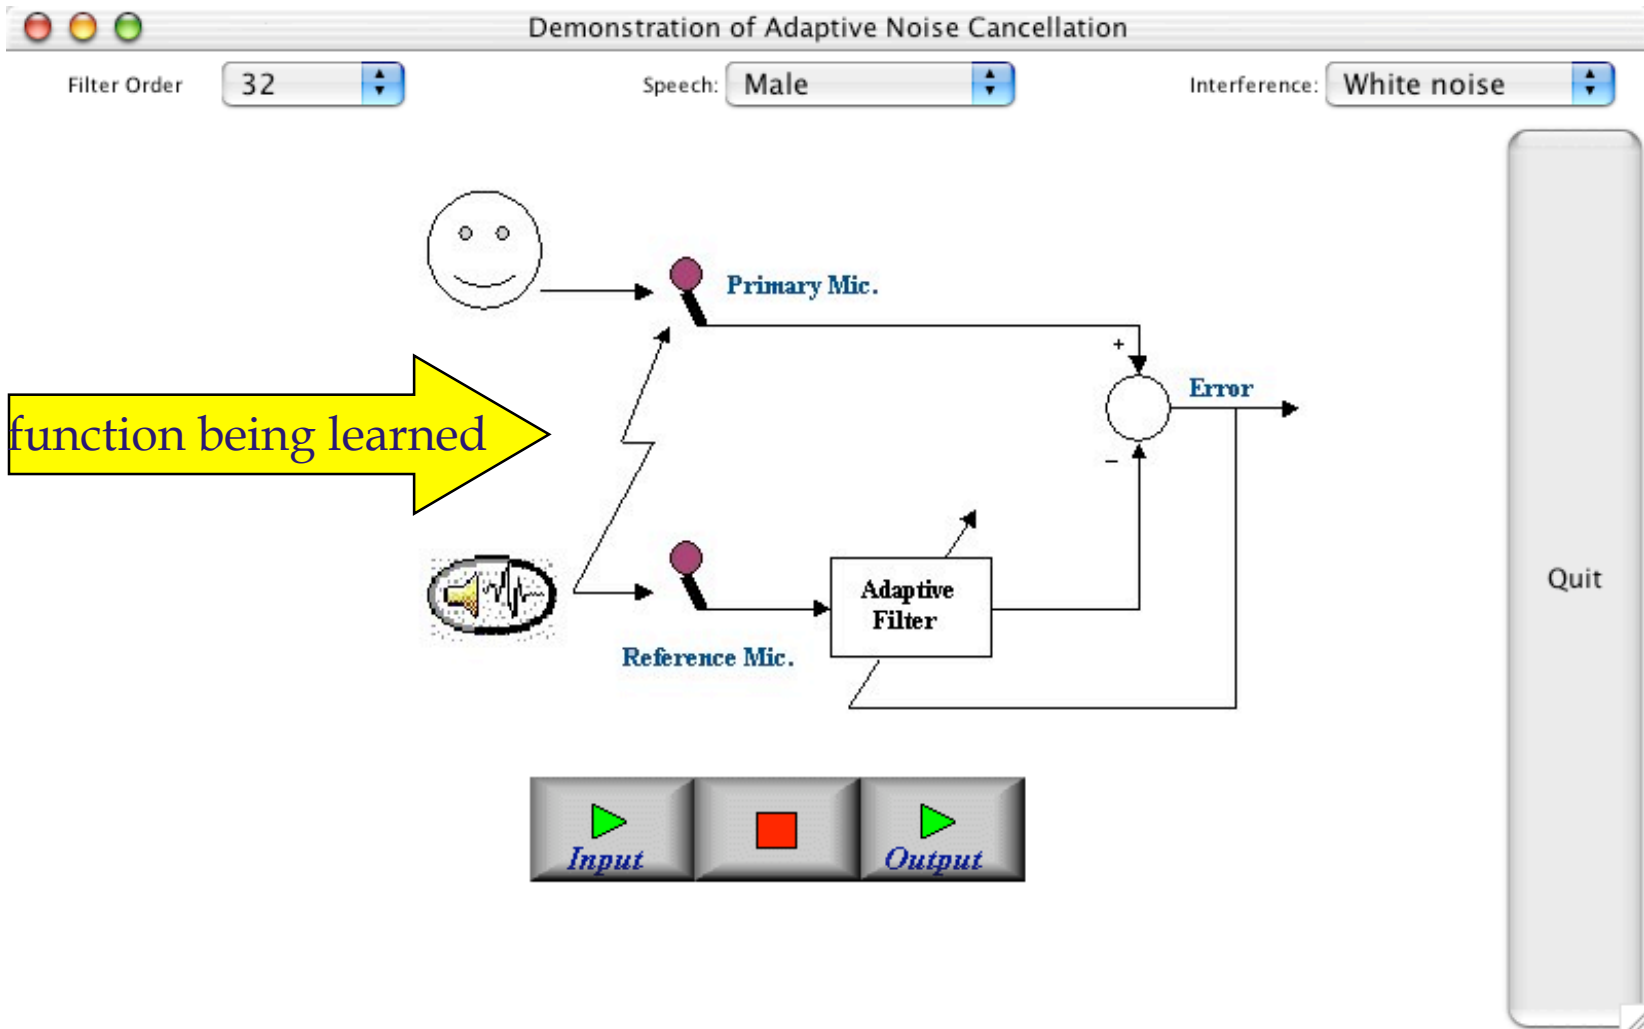 Demonstration of Adaptive Noise Cancellation
Filter Order 32 Speech: Male Interference: White noise
Primary Mic.
+
Error
function being learned
−
Adaptive
Filter
Quit
Reference Mic.
Input Output